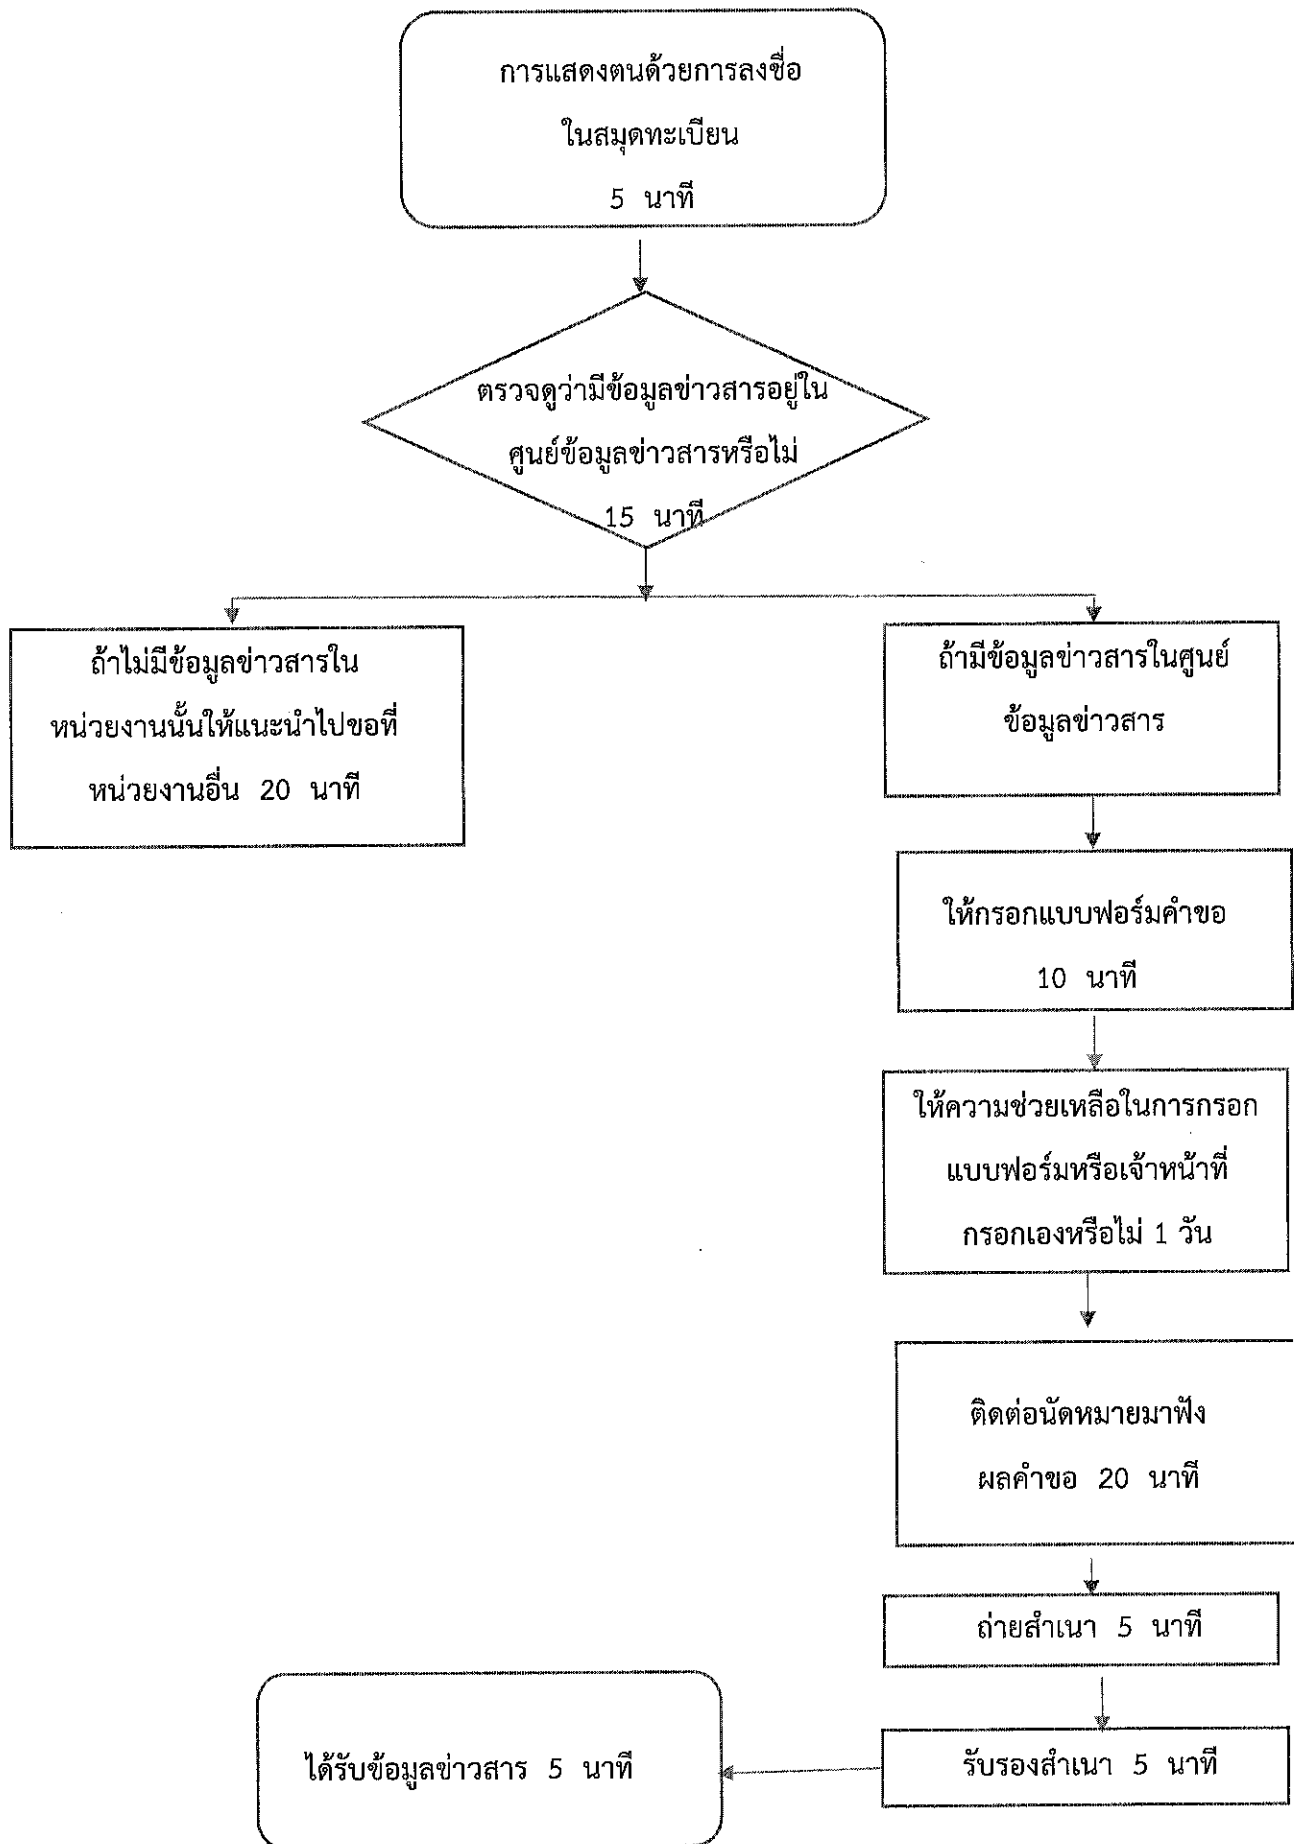 การแสดงตนด้วยการลงชื่อ
ในสมุดทะเบียน
5 นาที
ตรวจดูว่ามีข้อมูลข่าวสารอยู่ใน
ศูนย์ข้อมูลข่าวสารหรือไม่
15 นาที
ถ้าไม่มีข้อมูลข่าวสารใน
หน่วยงานนั้นให้แนะนำไปขอที่
หน่วยงานอื่น 20 นาที
ถ้ามีข้อมูลข่าวสารในศูนย์
ข้อมูลข่าวสาร
ให้กรอกแบบฟอร์มคำขอ
10 นาที
ให้ความช่วยเหลือในการกรอก
แบบฟอร์มหรือเจ้าหน้าที่
กรอกเองหรือไม่ 1 วัน
ติดต่อนัดหมายมาฟัง
ผลคำขอ 20 นาที
ถ่ายสำเนา 5 นาที
รับรองสำเนา 5 นาที
ได้รับข้อมูลข่าวสาร 5 นาที